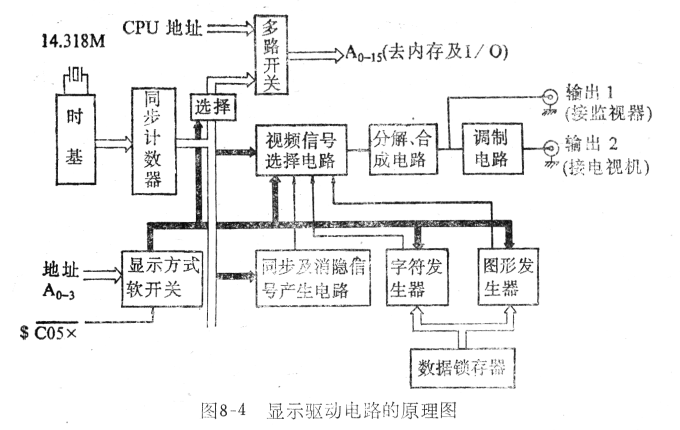 CPU 地址
14.318M
多路开关
A₀₋₁₅(去内存及I/O)
时基
同步计数器
选择
视频信号
选择电路
分解、合
成电路
调制
电路
输出1
(接监视器)
输出2
(接电视机)
地址
A₀₋₃
显示方式
软开关
同步及消隐信
号产生电路
字符发
生器
图形发
生器
$ C05×
数据锁存器
图8-4 显示驱动电路的原理图